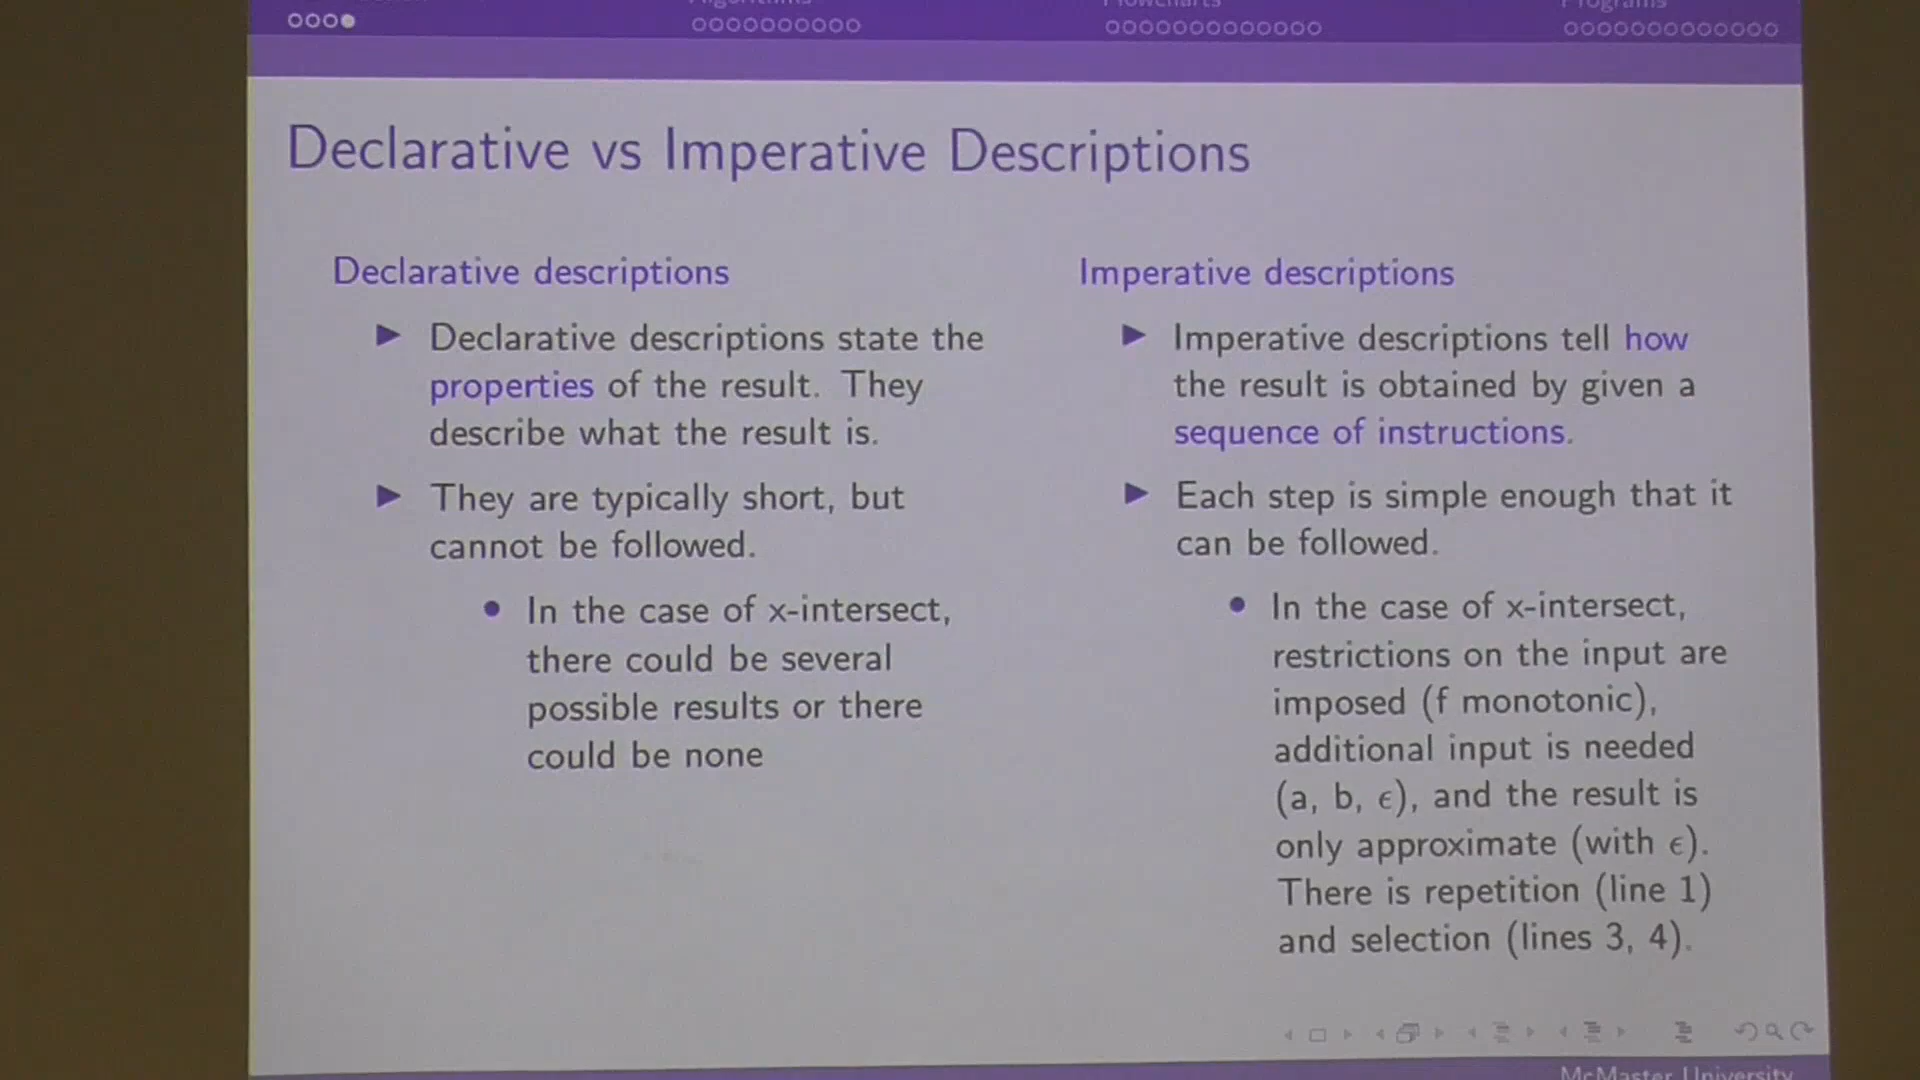 Algorithms
Flowcharts
Programs
Declarative vs Imperative Descriptions
Declarative descriptions
Declarative descriptions state the
properties of the result. They
describe what the result is.
They are typically short, but
cannot be followed.
In the case of x-intersect,
there could be several
possible results or there
could be none
Imperative descriptions
Imperative descriptions tell how
the result is obtained by given a
sequence of instructions.
Each step is simple enough that it
can be followed.
In the case of x-intersect,
restrictions on the input are
imposed (f monotonic),
additional input is needed
(a, b, ϵ), and the result is
only approximate (with ϵ).
There is repetition (line 1)
and selection (lines 3, 4).
McMaster University